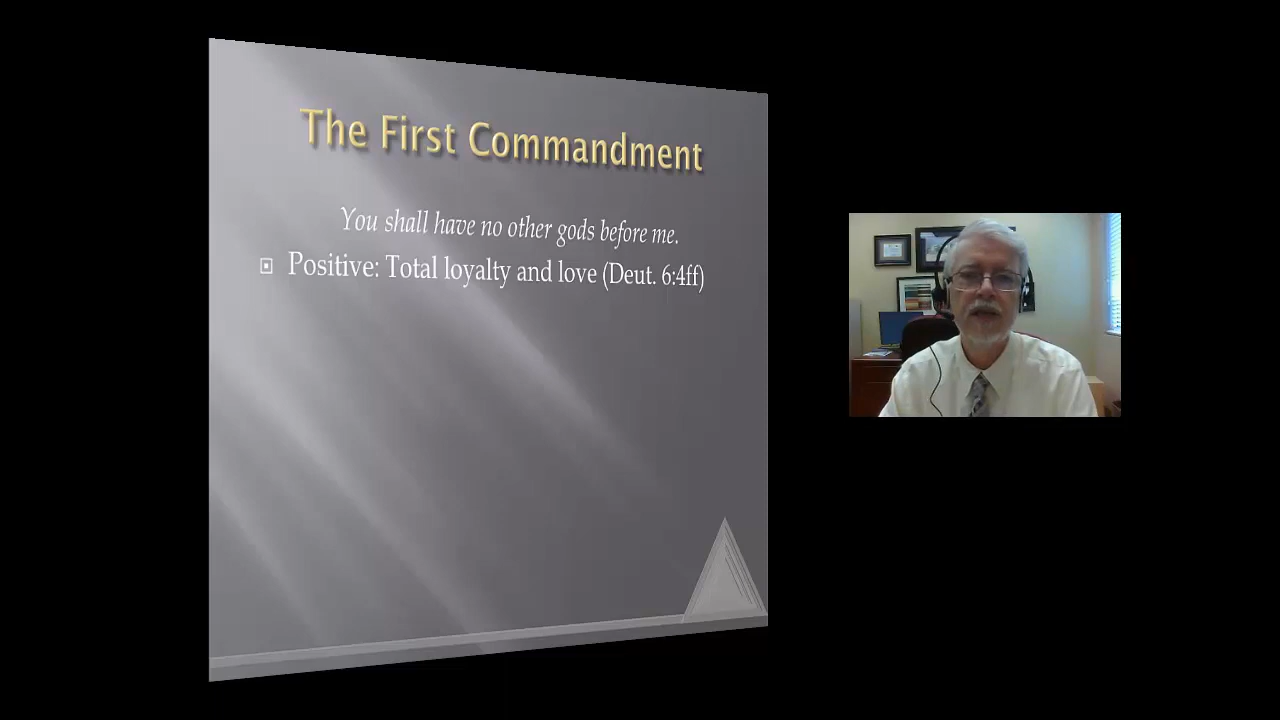 The First Commandment
You shall have no other gods before me.
Positive: Total loyalty and love (Deut. 6:4ff)